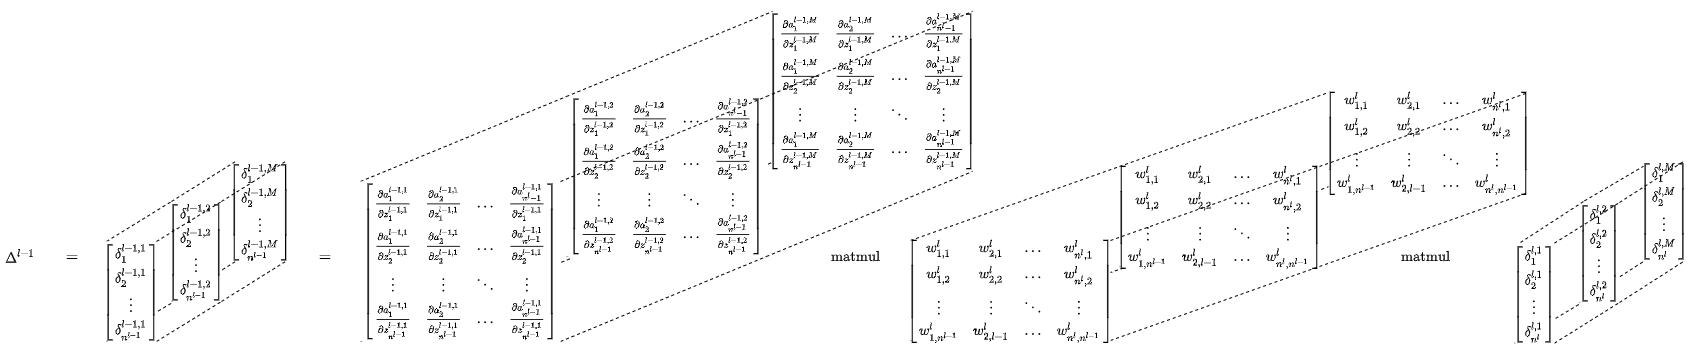 \Delta^{l-1} = \begin{bmatrix} \delta_1^{l-1,1} \\ \delta_2^{l-1,1} \\ \vdots \\ \delta_{n^{l-1}}^{l-1,1} \end{bmatrix} \begin{bmatrix} \delta_1^{l-1,2} \\ \delta_2^{l-1,2} \\ \vdots \\ \delta_{n^{l-1}}^{l-1,2} \end{bmatrix} \begin{bmatrix} \delta_1^{l-1,M} \\ \delta_2^{l-1,M} \\ \vdots \\ \delta_{n^{l-1}}^{l-1,M} \end{bmatrix}
= \begin{bmatrix} \frac{\partial a_1^{l-1,1}}{\partial z_1^{l-1,1}} & \frac{\partial a_2^{l-1,1}}{\partial z_1^{l-1,1}} & \dots & \frac{\partial a_{n^{l-1}}^{l-1,1}}{\partial z_1^{l-1,1}} \\ \frac{\partial a_1^{l-1,1}}{\partial z_2^{l-1,1}} & \frac{\partial a_2^{l-1,1}}{\partial z_2^{l-1,1}} & \dots & \frac{\partial a_{n^{l-1}}^{l-1,1}}{\partial z_2^{l-1,1}} \\ \vdots & \vdots & \ddots & \vdots \\ \frac{\partial a_1^{l-1,1}}{\partial z_{n^{l-1}}^{l-1,1}} & \frac{\partial a_2^{l-1,1}}{\partial z_{n^{l-1}}^{l-1,1}} & \dots & \frac{\partial a_{n^{l-1}}^{l-1,1}}{\partial z_{n^{l-1}}^{l-1,1}} \end{bmatrix}
\begin{bmatrix} \frac{\partial a_1^{l-1,2}}{\partial z_1^{l-1,2}} & \frac{\partial a_2^{l-1,2}}{\partial z_1^{l-1,2}} & \dots & \frac{\partial a_{n^{l-1}}^{l-1,2}}{\partial z_1^{l-1,2}} \\ \frac{\partial a_1^{l-1,2}}{\partial z_2^{l-1,2}} & \frac{\partial a_2^{l-1,2}}{\partial z_2^{l-1,2}} & \dots & \frac{\partial a_{n^{l-1}}^{l-1,2}}{\partial z_2^{l-1,2}} \\ \vdots & \vdots & \ddots & \vdots \\ \frac{\partial a_1^{l-1,2}}{\partial z_{n^{l-1}}^{l-1,2}} & \frac{\partial a_2^{l-1,2}}{\partial z_{n^{l-1}}^{l-1,2}} & \dots & \frac{\partial a_{n^{l-1}}^{l-1,2}}{\partial z_{n^{l-1}}^{l-1,2}} \end{bmatrix}
\begin{bmatrix} \frac{\partial a_1^{l-1,M}}{\partial z_1^{l-1,M}} & \frac{\partial a_2^{l-1,M}}{\partial z_1^{l-1,M}} & \dots & \frac{\partial a_{n^{l-1}}^{l-1,M}}{\partial z_1^{l-1,M}} \\ \frac{\partial a_1^{l-1,M}}{\partial z_2^{l-1,M}} & \frac{\partial a_2^{l-1,M}}{\partial z_2^{l-1,M}} & \dots & \frac{\partial a_{n^{l-1}}^{l-1,M}}{\partial z_2^{l-1,M}} \\ \vdots & \vdots & \ddots & \vdots \\ \frac{\partial a_1^{l-1,M}}{\partial z_{n^{l-1}}^{l-1,M}} & \frac{\partial a_2^{l-1,M}}{\partial z_{n^{l-1}}^{l-1,M}} & \dots & \frac{\partial a_{n^{l-1}}^{l-1,M}}{\partial z_{n^{l-1}}^{l-1,M}} \end{bmatrix}
matmul
\begin{bmatrix} w_{1,1}^l & w_{2,1}^l & \dots & w_{n^l,1}^l \\ w_{1,2}^l & w_{2,2}^l & \dots & w_{n^l,2}^l \\ \vdots & \vdots & \ddots & \vdots \\ w_{1,n^{l-1}}^l & w_{2,l-1}^l & \dots & w_{n^l,n^{l-1}}^l \end{bmatrix}
\begin{bmatrix} w_{1,1}^l & w_{2,1}^l & \dots & w_{n^l,1}^l \\ w_{1,2}^l & w_{2,2}^l & \dots & w_{n^l,2}^l \\ \vdots & \vdots & \ddots & \vdots \\ w_{1,n^{l-1}}^l & w_{2,l-1}^l & \dots & w_{n^l,n^{l-1}}^l \end{bmatrix}
\begin{bmatrix} w_{1,1}^l & w_{2,1}^l & \dots & w_{n^l,1}^l \\ w_{1,2}^l & w_{2,2}^l & \dots & w_{n^l,2}^l \\ \vdots & \vdots & \ddots & \vdots \\ w_{1,n^{l-1}}^l & w_{2,l-1}^l & \dots & w_{n^l,n^{l-1}}^l \end{bmatrix}
matmul
\begin{bmatrix} \delta_1^{l,1} \\ \delta_2^{l,1} \\ \vdots \\ \delta_{n^l}^{l,1} \end{bmatrix} \begin{bmatrix} \delta_1^{l,2} \\ \delta_2^{l,2} \\ \vdots \\ \delta_{n^l}^{l,2} \end{bmatrix} \begin{bmatrix} \delta_1^{l,M} \\ \delta_2^{l,M} \\ \vdots \\ \delta_{n^l}^{l,M} \end{bmatrix}